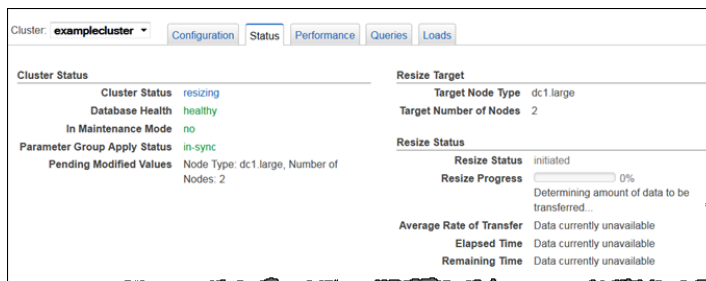 Cluster: examplecluster
Configuration Status Performance Queries Loads
Cluster Status
Cluster Status resizing
Database Health healthy
In Maintenance Mode no
Parameter Group Apply Status in-sync
Pending Modified Values Node Type: dc1.large, Number of
Nodes: 2
Resize Target
Target Node Type dc1.large
Target Number of Nodes 2
Resize Status
Resize Status initiated
Resize Progress 0%
Determining amount of data to be
transferred...
Average Rate of Transfer Data currently unavailable
Elapsed Time Data currently unavailable
Remaining Time Data currently unavailable